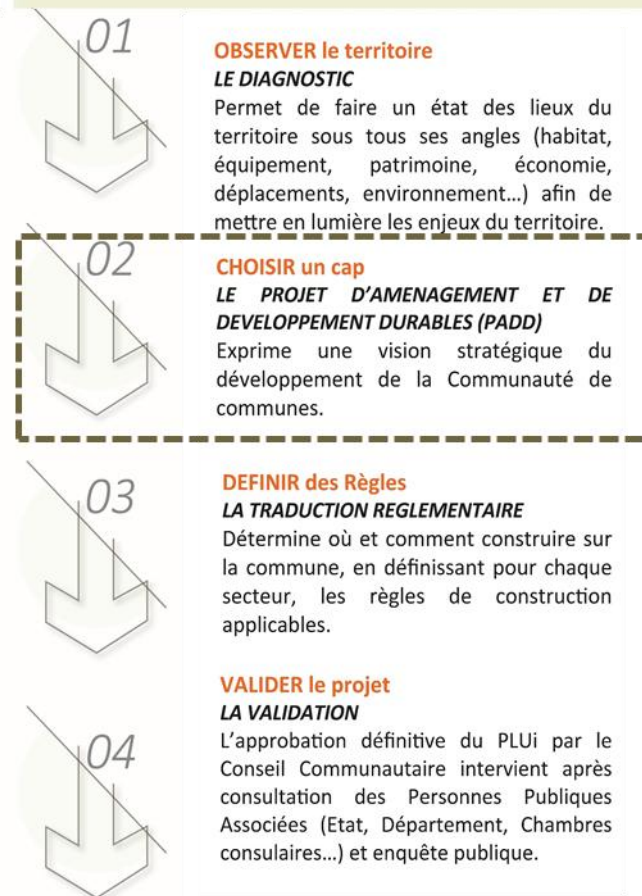 01
OBSERVER le territoire
LE DIAGNOSTIC
Permet de faire un état des lieux du
territoire sous tous ses angles (habitat,
équipement, patrimoine, économie,
déplacements, environnement…) afin de
mettre en lumière les enjeux du territoire.
02
CHOISIR un cap
LE PROJET D’AMENAGEMENT ET DE
DEVELOPPEMENT DURABLES (PADD)
Exprime une vision stratégique du
développement de la Communauté de
communes.
03
DEFINIR des Règles
LA TRADUCTION REGLEMENTAIRE
Détermine où et comment construire sur
la commune, en définissant pour chaque
secteur, les règles de construction
applicables.
04
VALIDER le projet
LA VALIDATION
L’approbation définitive du PLUi par le
Conseil Communautaire intervient après
consultation des Personnes Publiques
Associées (Etat, Département, Chambres
consulaires…) et enquête publique.